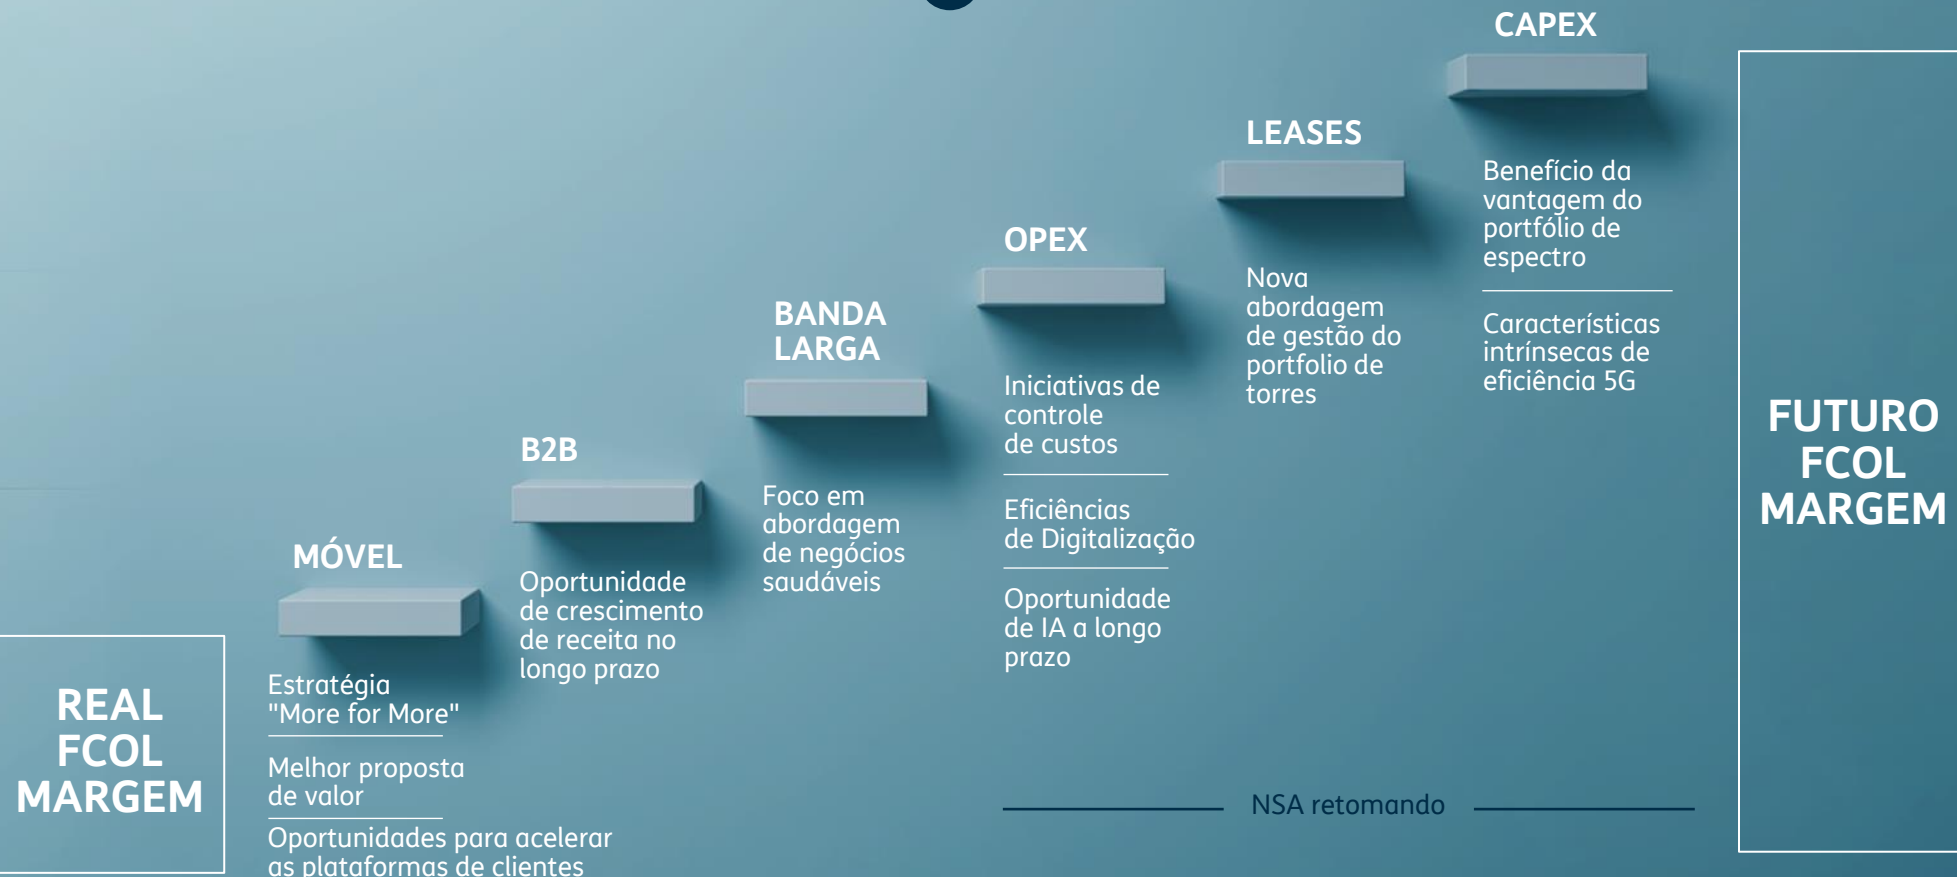 REAL
FCOL
MARGEM
MÓVEL
Estratégia
"More for More"
Melhor proposta
de valor
Oportunidades para acelerar
as plataformas de clientes
B2B
Oportunidade
de crescimento
de receita no
longo prazo
BANDA
LARGA
Foco em
abordagem
de negócios
saudáveis
OPEX
Iniciativas de
controle
de custos
Eficiências
de Digitalização
Oportunidade
de IA a longo
prazo
LEASES
Nova
abordagem
de gestão do
portfolio de
torres
CAPEX
Benefício da
vantagem do
portfólio de
espectro
Características
intrínsecas de
eficiência 5G
NSA retomando
FUTURO
FCOL
MARGEM